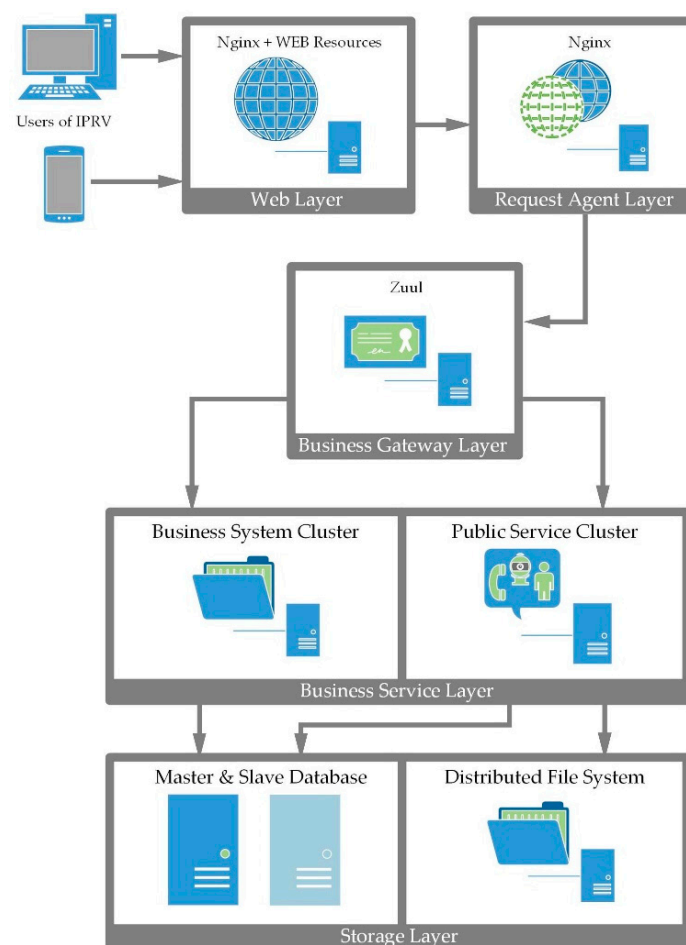 Nginx + WEB Resources
Users of IPRV
Web Layer
Nginx
Request Agent Layer
Zuul
Business Gateway Layer
Business System Cluster
Public Service Cluster
Business Service Layer
Master & Slave Database
Distributed File System
Storage Layer